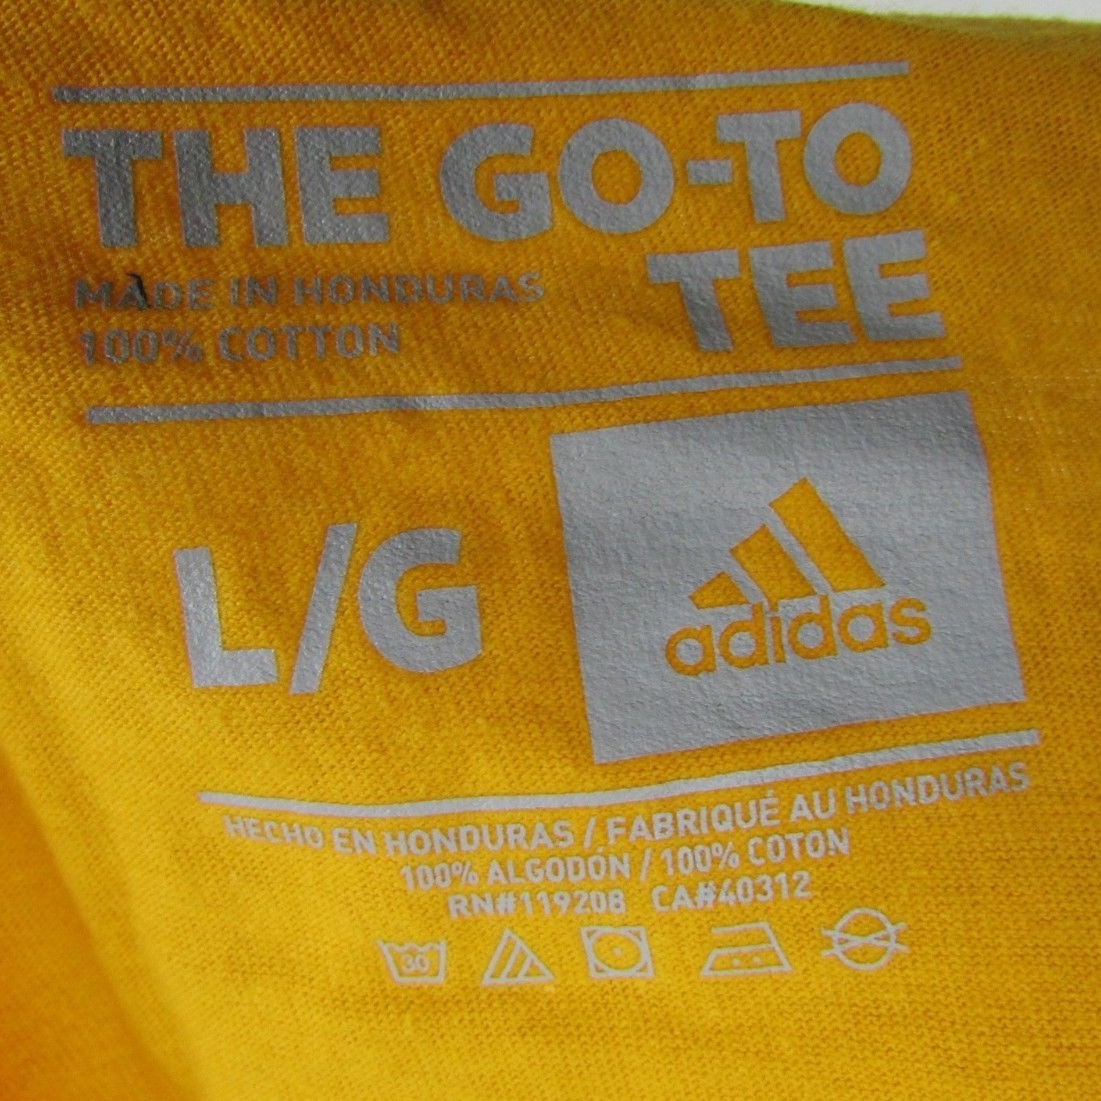 THE GO-TO
TEE
MADE IN HONDURAS
100% COTTON
L/G
adidas
HECHO EN HONDURAS / FABRIQUÉ AU HONDURAS
100% ALGODÓN / 100% COTON
RN#119208 CA#40312
30